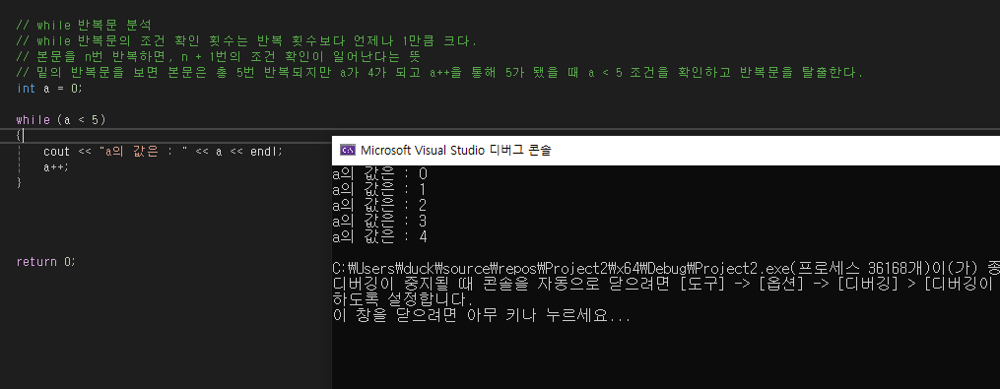 // while 반복문 분석
// while 반복문의 조건 확인 횟수는 반복 횟수보다 언제나 1만큼 크다.
// 본문을 n번 반복하면, n + 1번의 조건 확인이 일어난다는 뜻
// 밑의 반복문을 보면 본문은 총 5번 반복되지만 a가 4가 되고 a++을 통해 5가 됐을 때 a < 5 조건을 확인하고 반복문을 탈출한다.
int a = 0;
while (a < 5)
{
cout << "a의 값은 : " << a << endl;
a++;
}
return 0;
Microsoft Visual Studio 디버그 콘솔
a의 값은 : 0
a의 값은 : 1
a의 값은 : 2
a의 값은 : 3
a의 값은 : 4
C:₩Users₩duck₩source₩repos₩Project2₩x64₩Debug₩Project2.exe(프로세스 36168개)이(가) 종
디버깅이 중지될 때 콘솔을 자동으로 닫으려면 [도구] -> [옵션] -> [디버깅] > [디버깅이
하도록 설정합니다.
이 창을 닫으려면 아무 키나 누르세요...